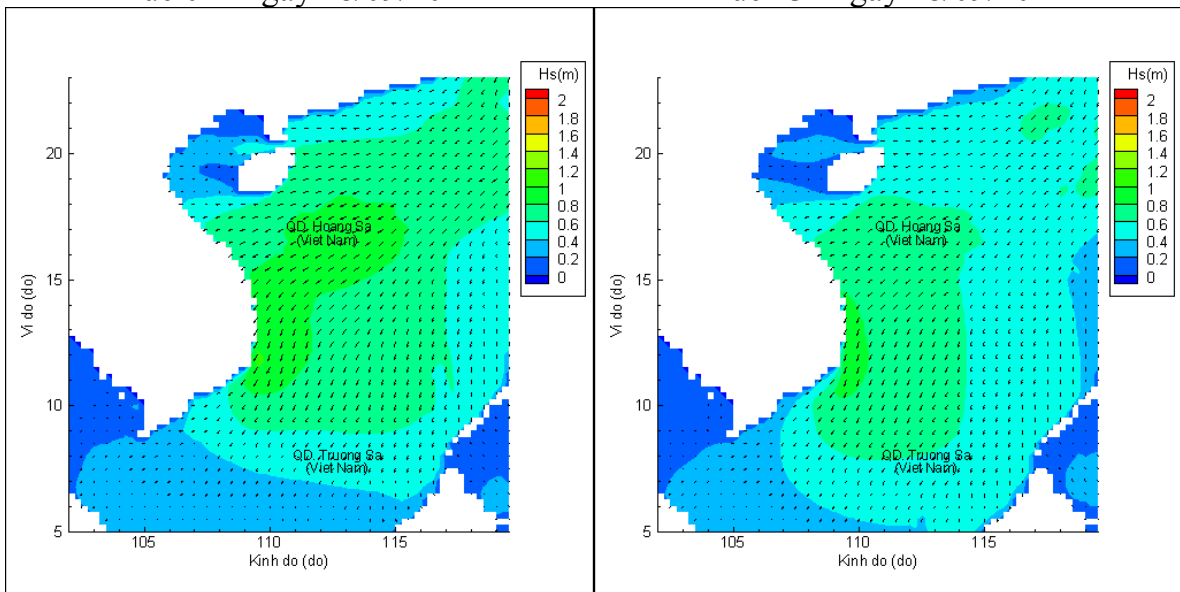 Hs(m)
2
1.8
1.6
1.4
1.2
1
0.8
0.6
0.4
0.2
0
20
15
10
5
Vi do (do)
QD. Hoang Sa
(Viet Nam)
QD. Truong Sa
(Viet Nam)
105
110
115
Kinh do (do)
Hs(m)
2
1.8
1.6
1.4
1.2
1
0.8
0.6
0.4
0.2
0
20
15
10
5
Vi do (do)
QD. Hoang Sa
(Viet Nam)
QD. Truong Sa
(Viet Nam)
105
110
115
Kinh do (do)